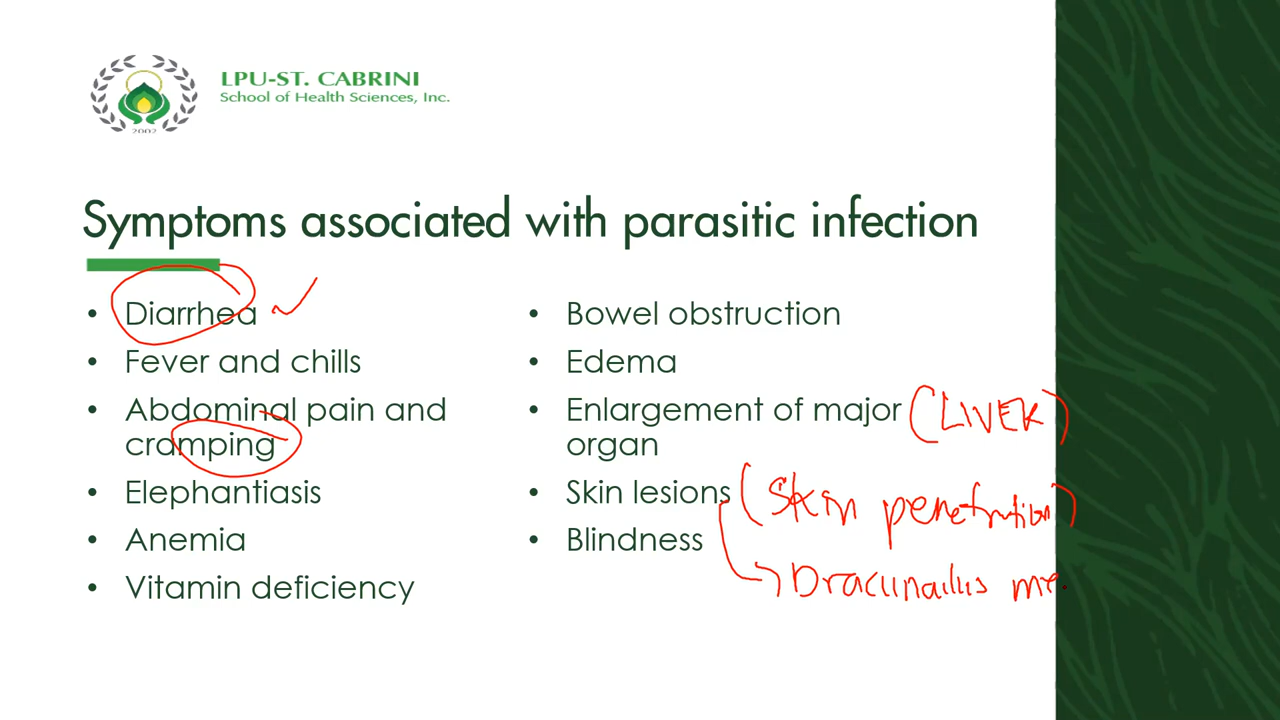 LPU-ST. CABRINI
School of Health Sciences, Inc.
2002
Symptoms associated with parasitic infection
• Diarrhea
• Fever and chills
• Abdominal pain and
cramping
• Elephantiasis
• Anemia
• Vitamin deficiency
• Bowel obstruction
• Edema
• Enlargement of major (LIVER)
organ
• Skin lesions (Skin penetration)
• Blindness
me